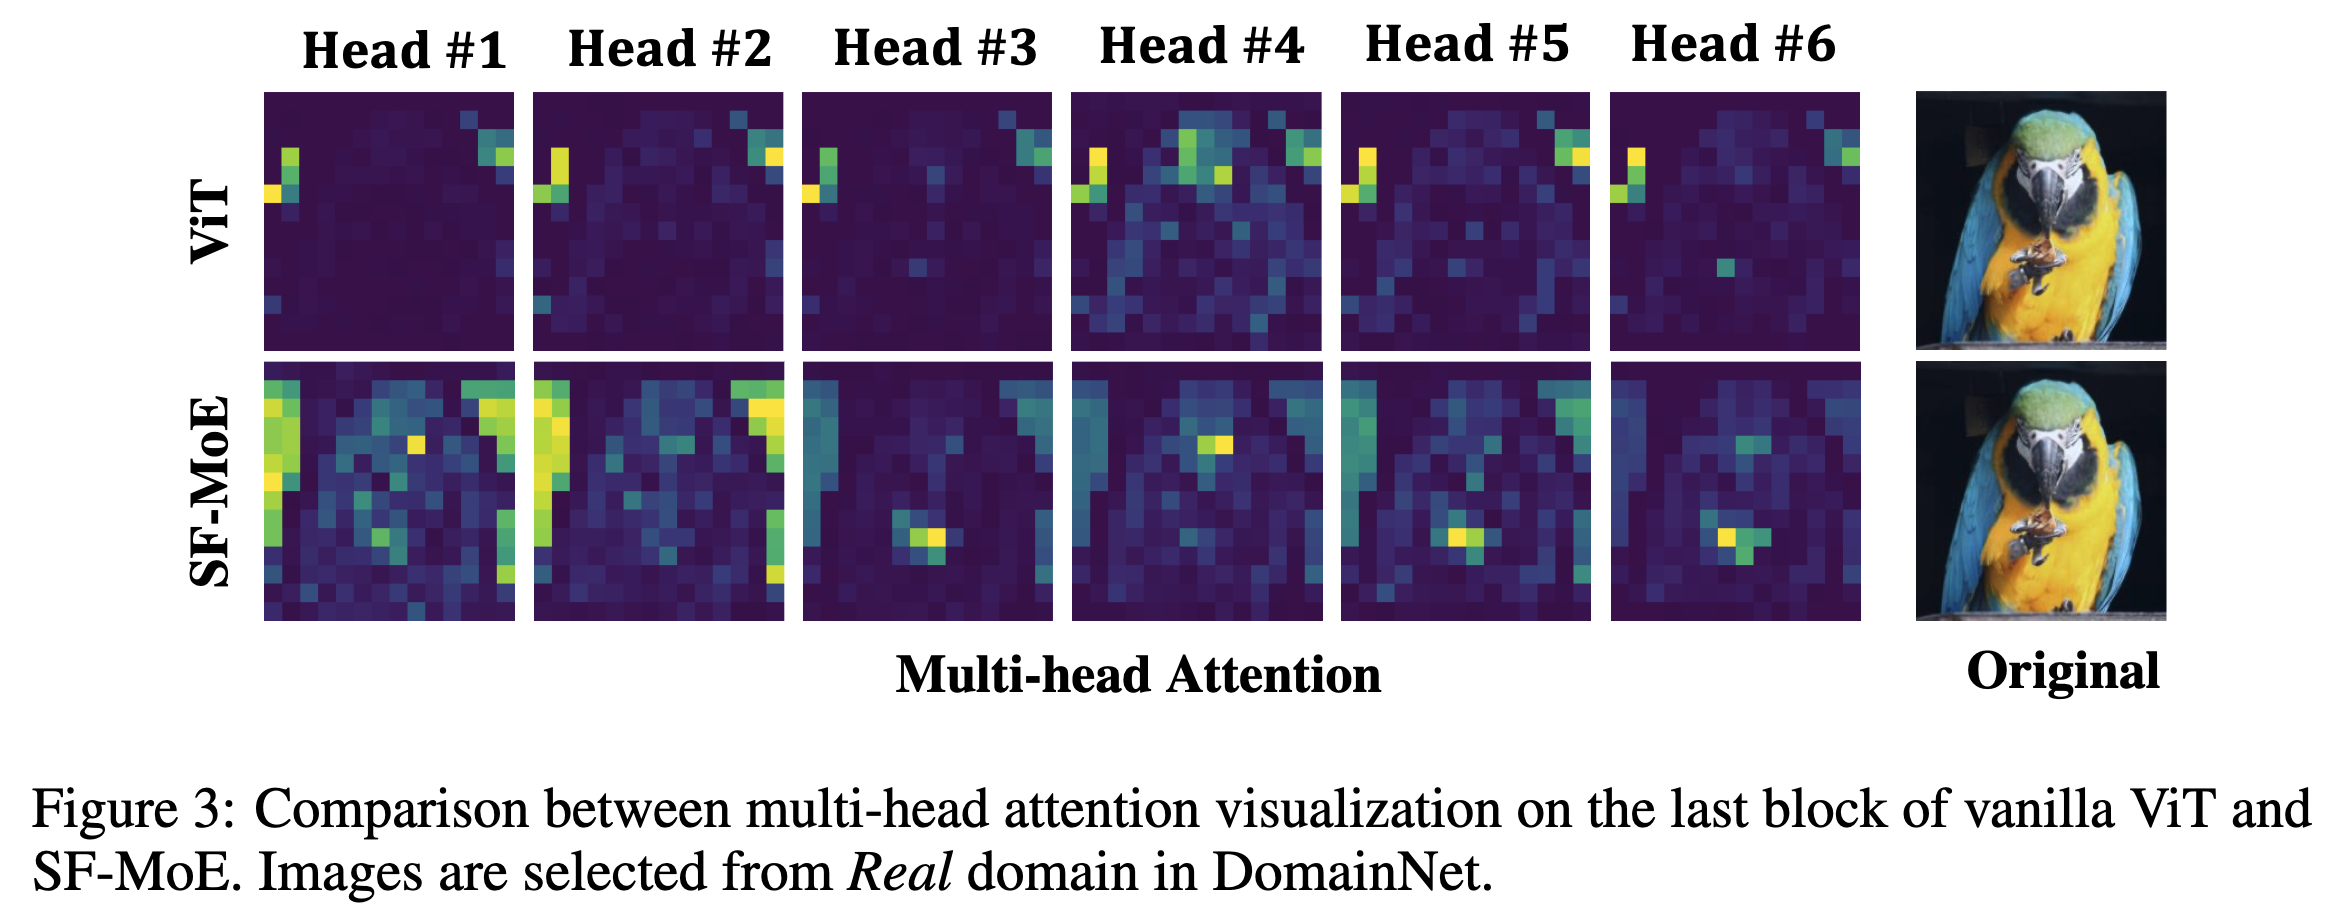 Head #1 Head #2 Head #3 Head #4 Head #5 Head #6
ViT
SF-MoE
Multi-head Attention Original
Figure 3: Comparison between multi-head attention visualization on the last block of vanilla ViT and
SF-MoE. Images are selected from Real domain in DomainNet.